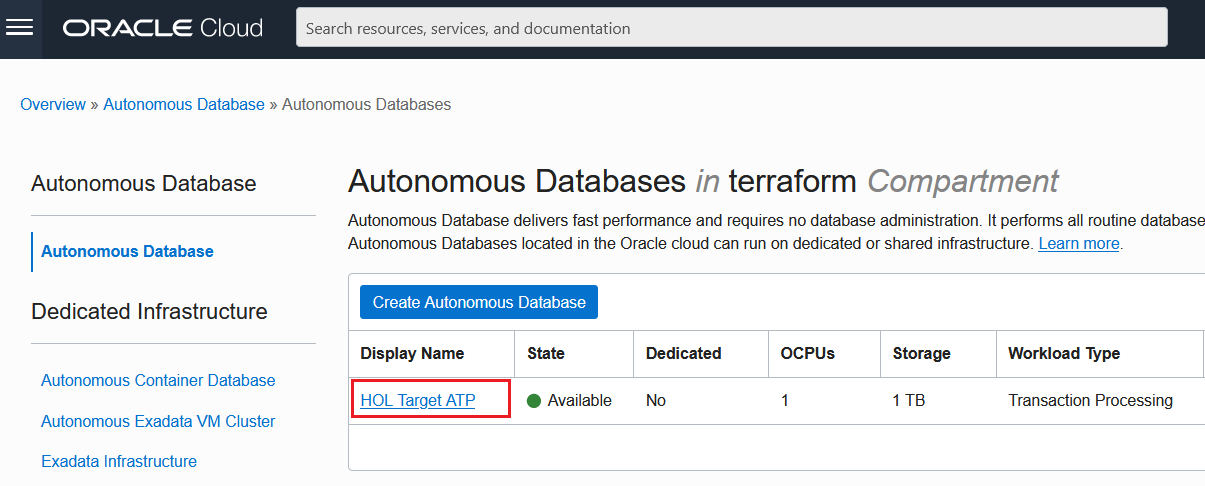 ORACLE Cloud
Search resources, services, and documentation
Overview » Autonomous Database » Autonomous Databases
Autonomous Database
Autonomous Database
Dedicated Infrastructure
Autonomous Container Database
Autonomous Exadata VM Cluster
Exadata Infrastructure
Autonomous Databases in terraform Compartment
Autonomous Database delivers fast performance and requires no database administration. It performs all routine database
Autonomous Databases located in the Oracle cloud can run on dedicated or shared infrastructure. Learn more.
Create Autonomous Database
Display Name State Dedicated OCPUs Storage Workload Type
HOL Target ATP Available No 1 1 TB Transaction Processing